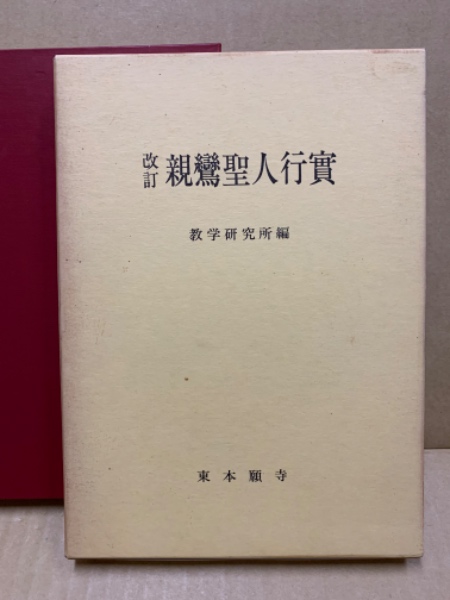 改訂 親鸞聖人行實
教学研究所編
東本願寺